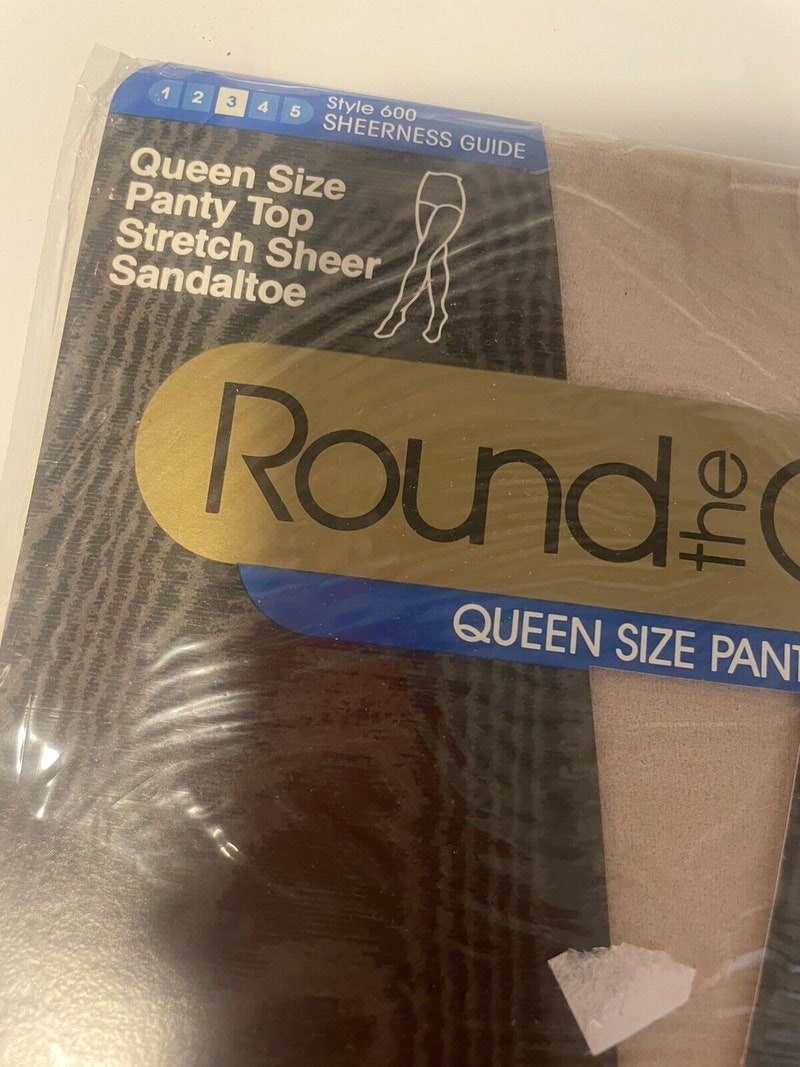 1 2 3 4 5 Style 600
SHEERNESS GUIDE
Queen Size
Panty Top
Stretch Sheer
Sandaltoe
Round the
QUEEN SIZE PANT